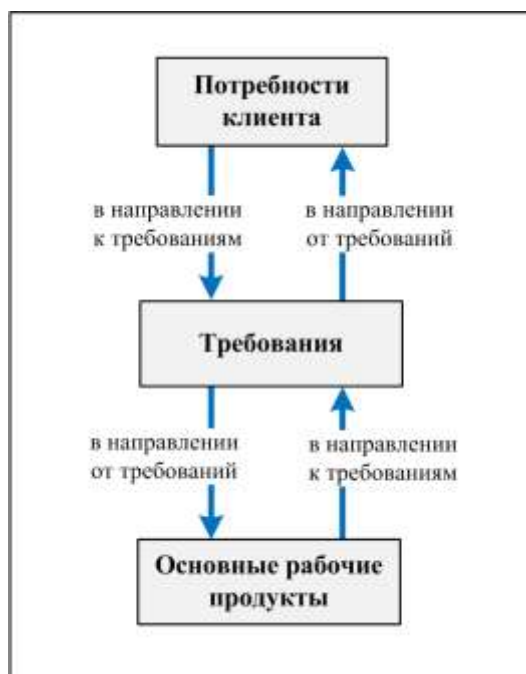 Потребности
клиента
в направлении
к требованиям
в направлении
от требований
Требования
в направлении
от требований
в направлении
к требованиям
Основные рабочие
продукты